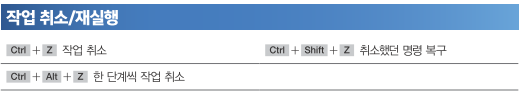 작업 취소/재실행
Ctrl + Z 작업 취소 Ctrl + Shift + Z 취소했던 명령 복구
Ctrl + Alt + Z 한 단계씩 작업 취소